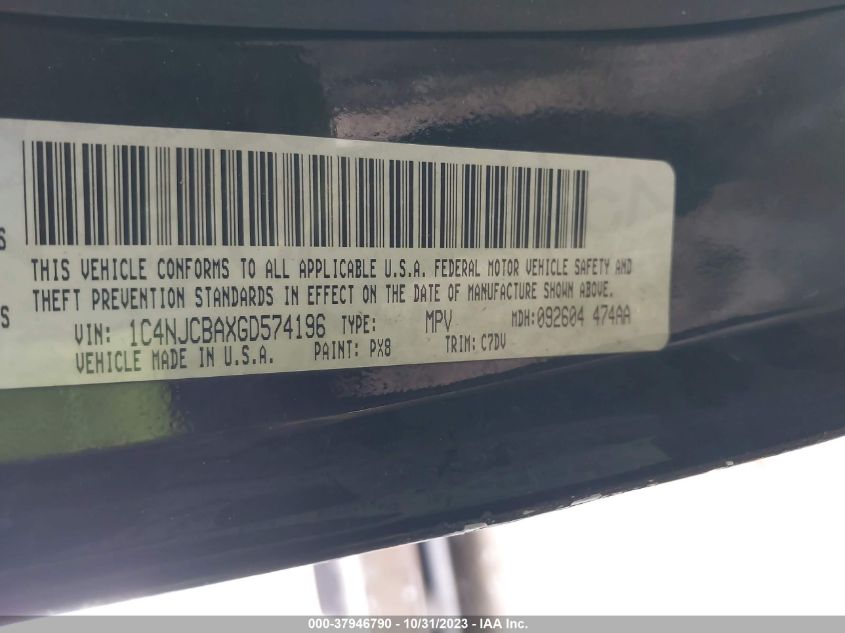 S
THIS VEHICLE CONFORMS TO ALL APPLICABLE U.S.A. FEDERAL MOTOR VEHICLE SAFETY AND
S
THEFT PREVENTION STANDARDS IN EFFECT ON THE DATE OF MANUFACTURE SHOWN ABOVE.
VIN: 1C4NJCBAXGD574196 TYPE: MPV MDH:092604 474AA
VEHICLE MADE IN U.S.A. PAINT: PX8 TRIM: C7DV
000-37946790 - 10/31/2023 - IAA Inc.